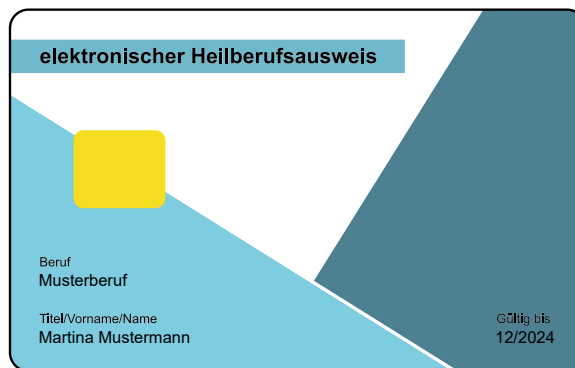 elektronischer Heilberufsausweis
Beruf
Musterberuf
Titel/Vorname/Name
Martina Mustermann
Gültig bis
12/2024